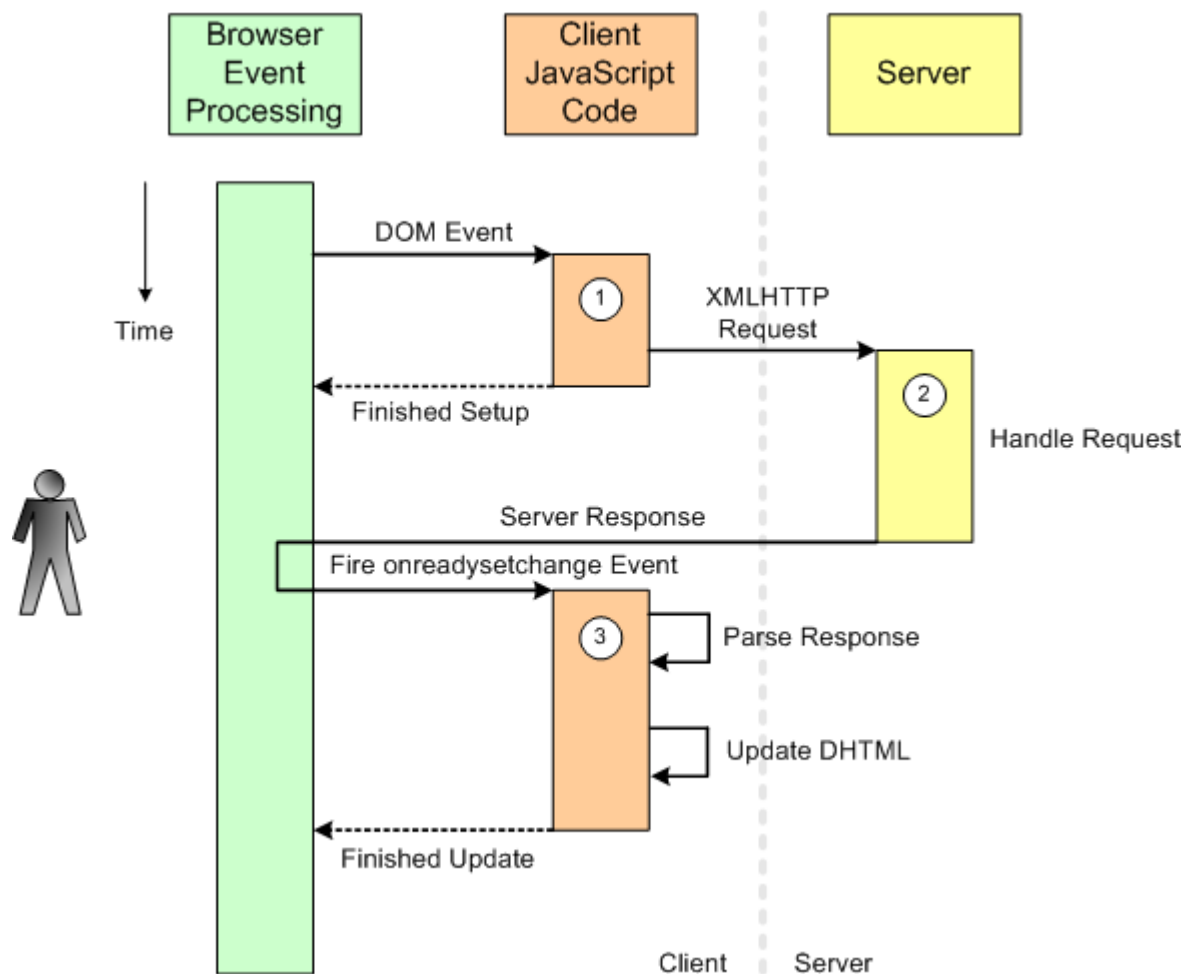 Browser
Event
Processing
Client
JavaScript
Code
Server
DOM Event
1
XMLHTTP
Request
Time
2
Finished Setup
Handle Request
Server Response
Fire onreadysetchange Event
3
Parse Response
Update DHTML
Finished Update
Client
Server